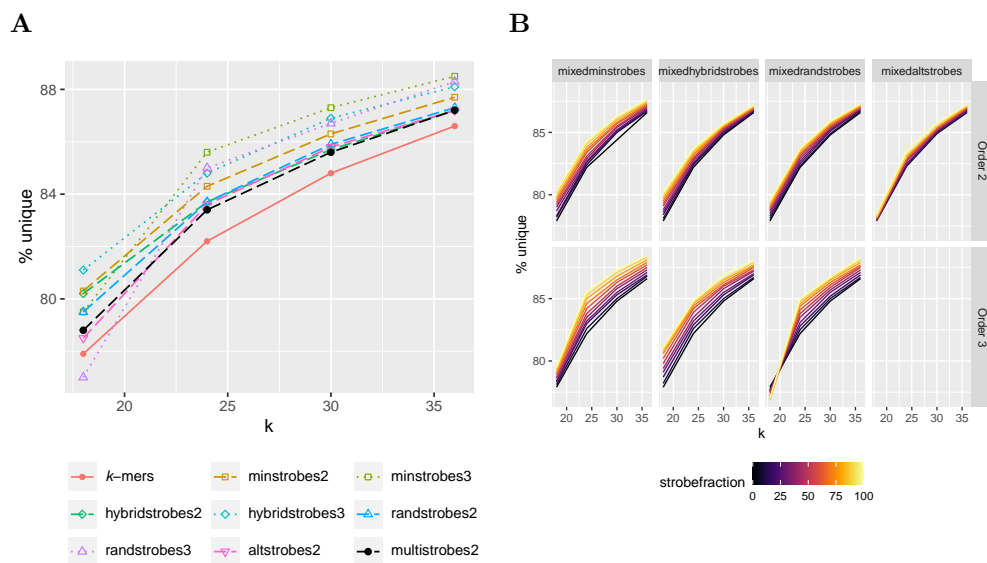 A
B
% unique
88
84
80
20
25
30
35
k
k−mers
minstrobes2
minstrobes3
hybridstrobes2
hybridstrobes3
randstrobes2
randstrobes3
altstrobes2
multistrobes2
mixedminstrobes
mixedhybridstrobes
mixedrandstrobes
mixedaltstrobes
Order 2
Order 3
% unique
85
80
85
80
20 25 30 35
20 25 30 35
20 25 30 35
20 25 30 35
k
strobefraction
0 25 50 75 100